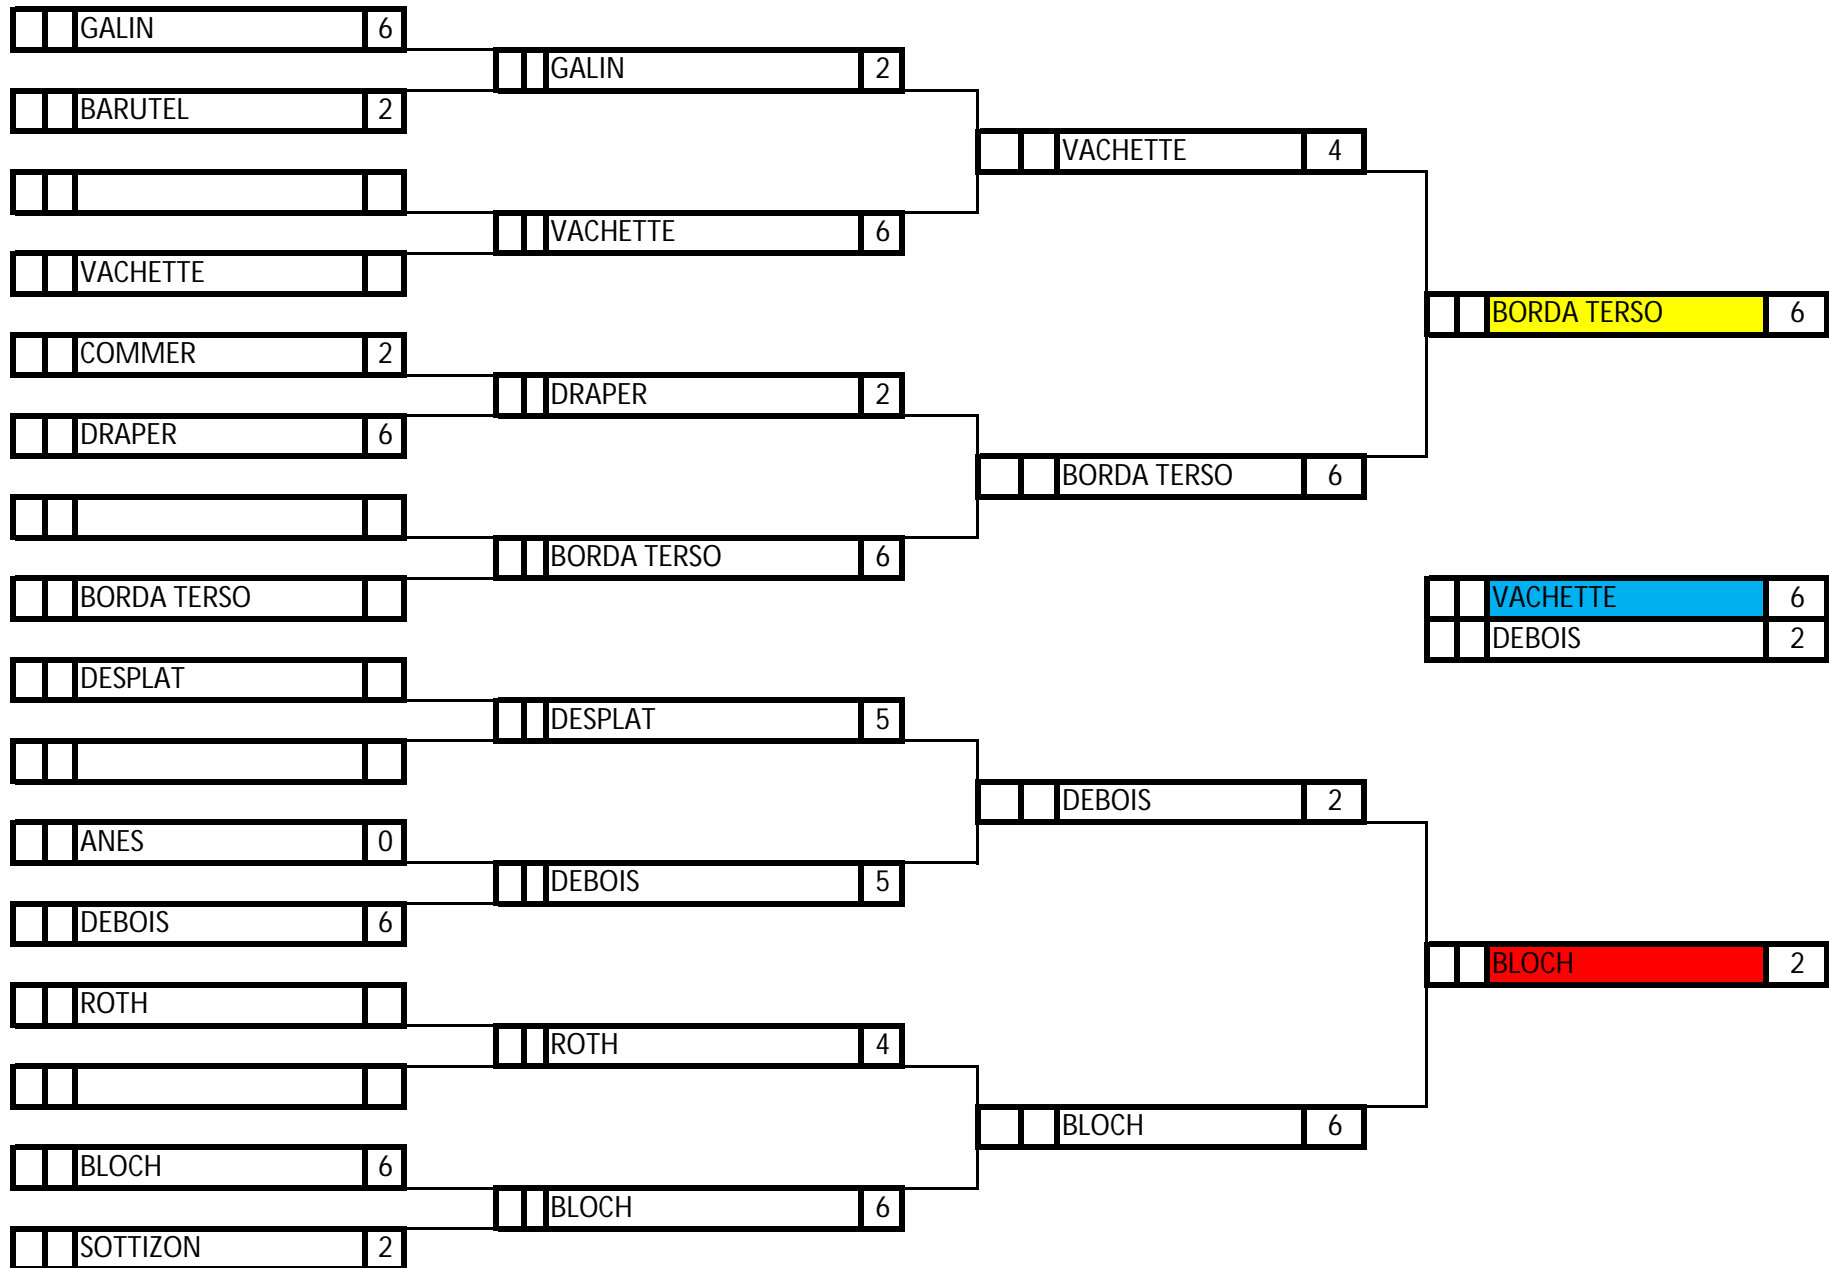 GALIN 6
GALIN 2
BARUTEL 2
VACHETTE 4
VACHETTE 6
VACHETTE
BORDA TERSO 6
COMMER 2
DRAPER 2
DRAPER 6
BORDA TERSO 6
BORDA TERSO 6
BORDA TERSO
VACHETTE 6
DEBOIS 2
DESPLAT
DESPLAT 5
DEBOIS 2
ANES 0
DEBOIS 5
DEBOIS 6
BLOCH 2
ROTH
ROTH 4
BLOCH 6
BLOCH 6
BLOCH 6
SOTTIZON 2